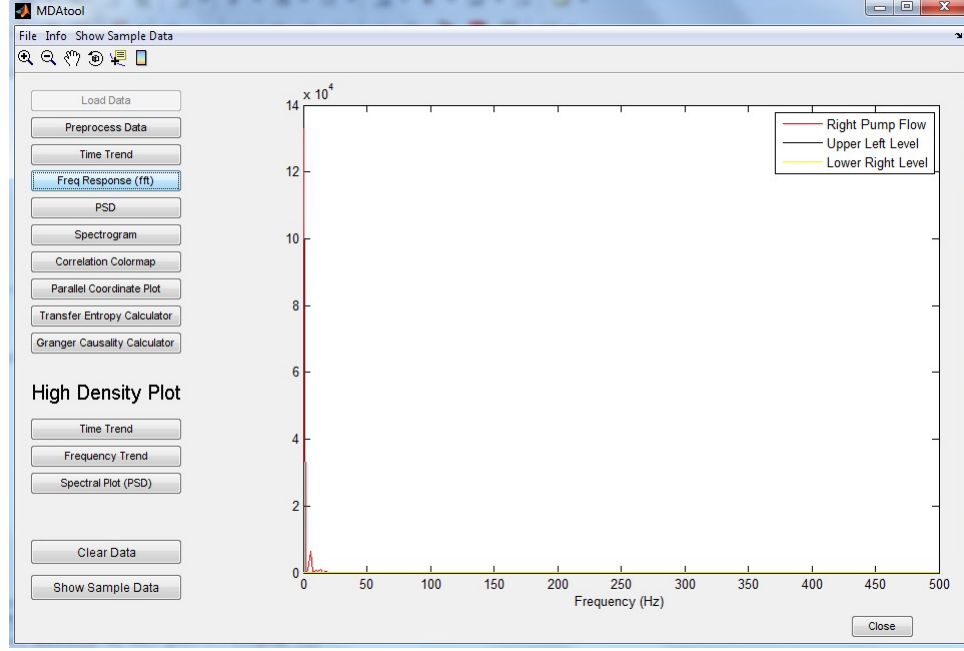 MDAtool
File Info Show Sample Data
Load Data
Preprocess Data
Time Trend
Freq Response (fft)
PSD
Spectrogram
Correlation Colormap
Parallel Coordinate Plot
Transfer Entropy Calculator
Granger Causality Calculator
High Density Plot
Time Trend
Frequency Trend
Spectral Plot (PSD)
Clear Data
Show Sample Data
x 10^4
14
12
10
8
6
4
2
0
0 50 100 150 200 250 300 350 400 450 500
Frequency (Hz)
Right Pump Flow
Upper Left Level
Lower Right Level
Close